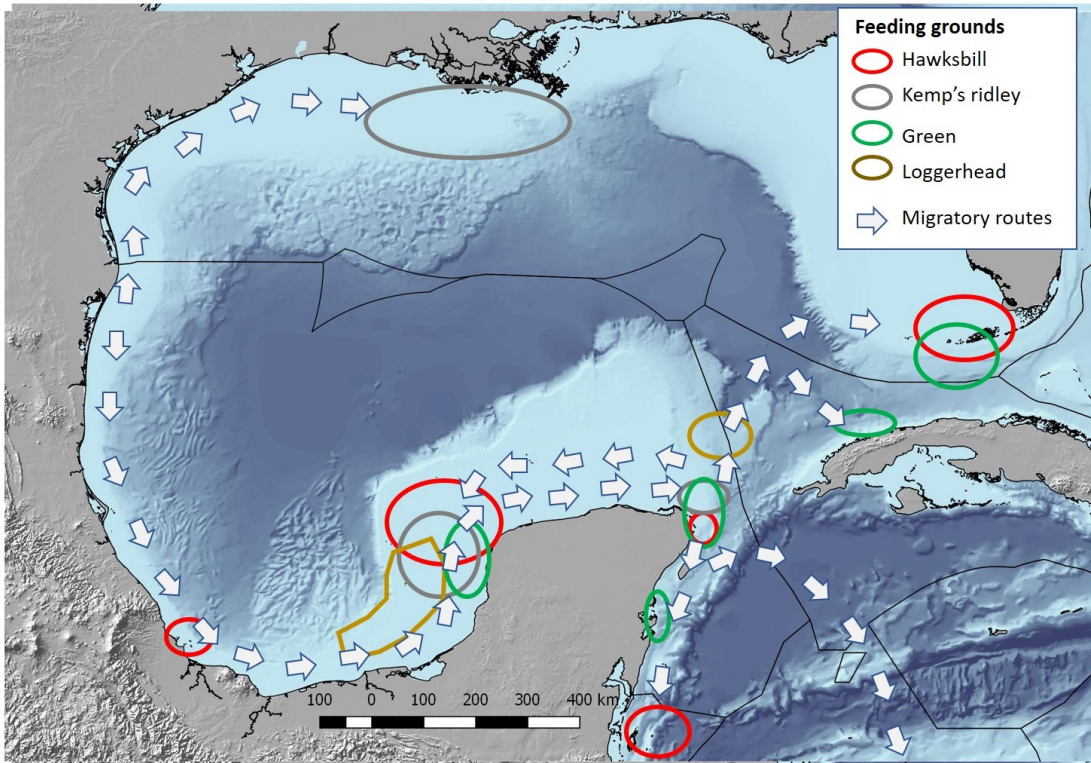 Feeding grounds
Hawksbill
Kemp's ridley
Green
Loggerhead
Migratory routes
100 0 100 200 300 400 km